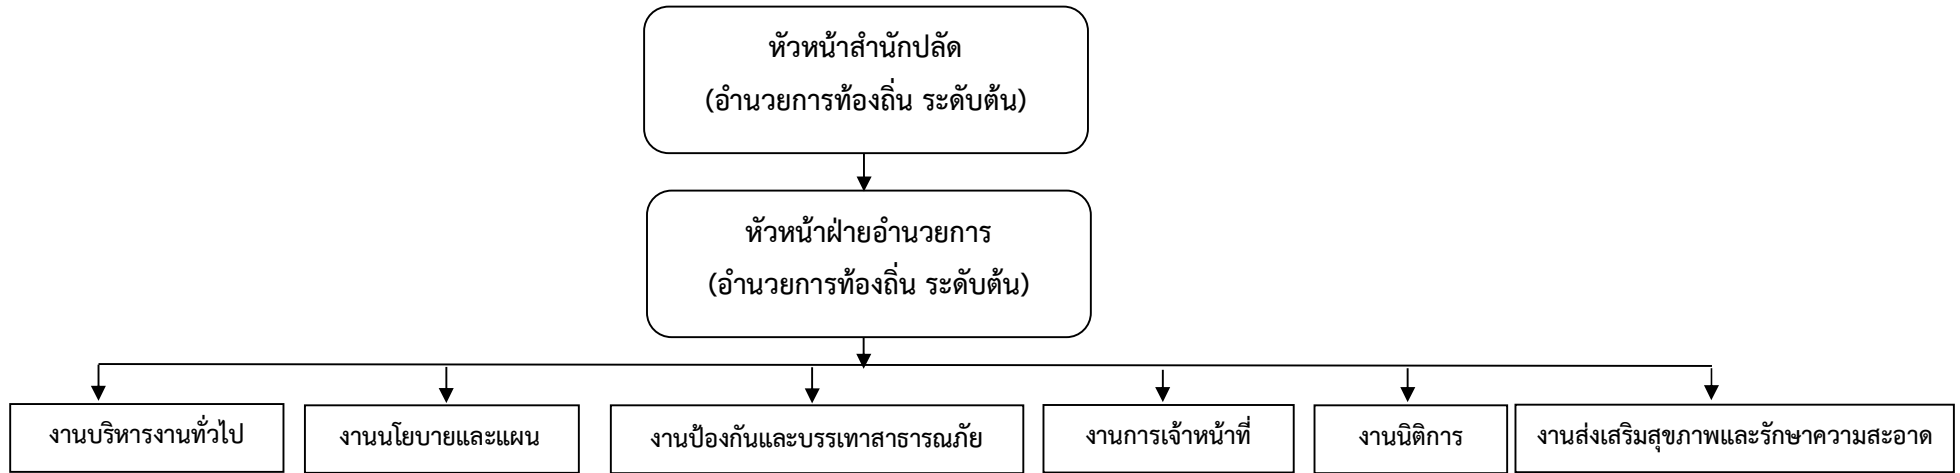 หัวหน้าสำนักปลัด
(อำนวยการท้องถิ่น ระดับต้น)
หัวหน้าฝ่ายอำนวยการ
(อำนวยการท้องถิ่น ระดับต้น)
งานบริหารงานทั่วไป
งานนโยบายและแผน
งานป้องกันและบรรเทาสาธารณภัย
งานการเจ้าหน้าที่
งานนิติการ
งานส่งเสริมสุขภาพและรักษาความสะอาด